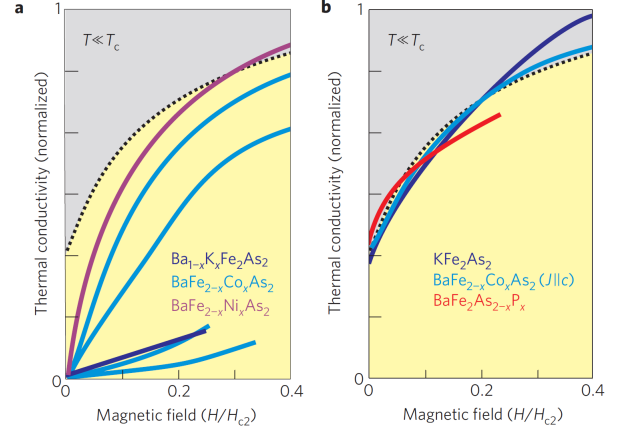 a
T ≪ Tc
Thermal conductivity (normalized)
1
0
Ba1−xKxFe2As2
BaFe2−xCoxAs2
BaFe2−xNixAs2
0
0.2
0.4
Magnetic field (H/Hc2)
b
T ≪ Tc
Thermal conductivity (normalized)
1
0
KFe2As2
BaFe2−xCoxAs2 (J||c)
BaFe2As2−xPx
0
0.2
0.4
Magnetic field (H/Hc2)